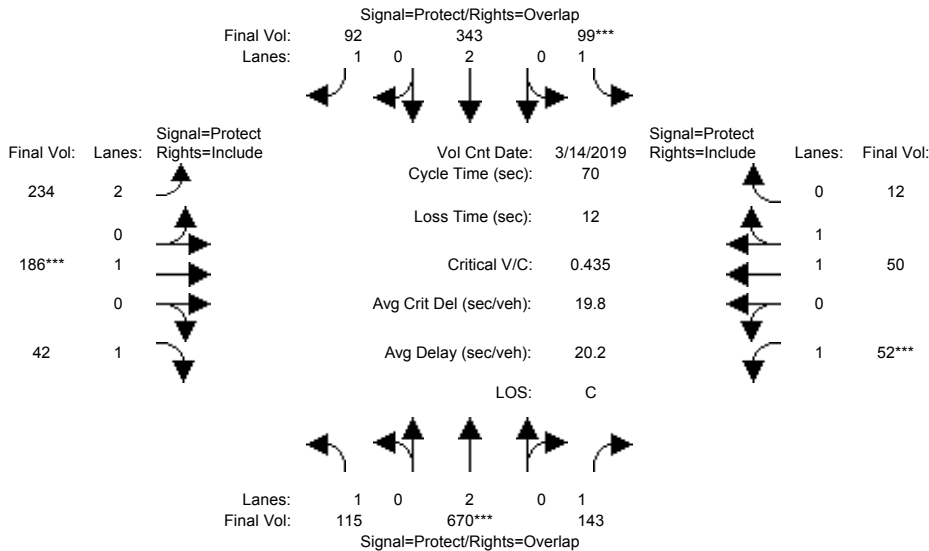 Signal=Protect/Rights=Overlap
Final Vol: 92 343 99***
Lanes: 1 0 2 0 1
Signal=Protect Signal=Protect
Final Vol: Lanes: Rights=Include Vol Cnt Date: 3/14/2019 Rights=Include Lanes: Final Vol:
Cycle Time (sec): 70
234 2 0 12
Loss Time (sec): 12
0 1
186*** 1 Critical V/C: 0.435 1 50
0 Avg Crit Del (sec/veh): 19.8 0
42 1 Avg Delay (sec/veh): 20.2 1 52***
LOS: C
Lanes: 1 0 2 0 1
Final Vol: 115 670*** 143
Signal=Protect/Rights=Overlap